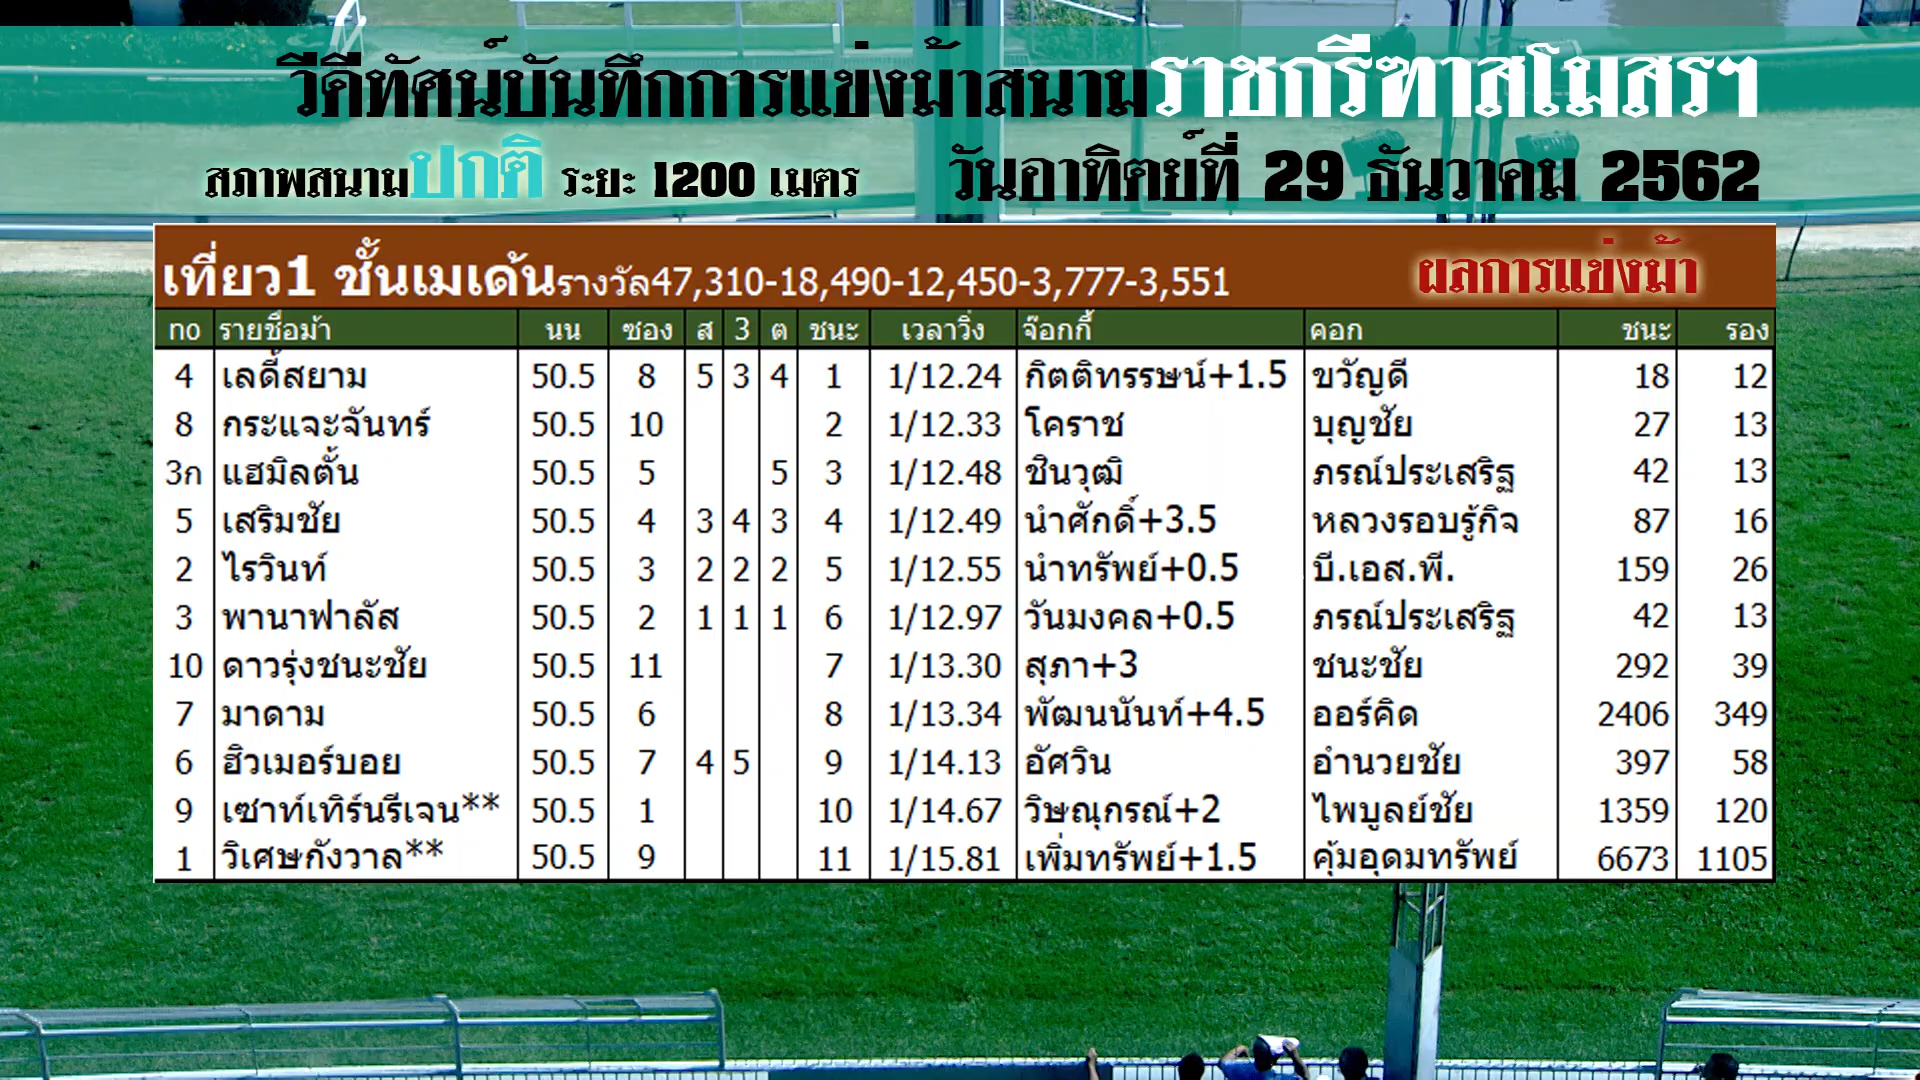 วีดีทัศน์บันทึกการแข่งม้าสนามราชกรีฑาสโมสรฯ
สภาพสนามปกติ ระยะ 1200 เมตร วันอาทิตย์ที่ 29 ธันวาคม 2562
เที่ยว1 ชั้นเมเด้นรางวัล47,310-18,490-12,450-3,777-3,551 ผลการแข่งม้า
no รายชื่อม้า นน ซอง ส 3 ต ชนะ เวลาวิ่ง จ๊อกกี้ คอก ชนะ รอง
4 เลดี้สยาม 50.5 8 5 3 4 1 1/12.24 กิตติทรรษน์+1.5 ขวัญดี 18 12
8 กระแจะจันทร์ 50.5 10 2 1/12.33 โคราช บุญชัย 27 13
3ก แฮมิลตั้น 50.5 5 5 3 1/12.48 ชินวุฒิ ภรณ์ประเสริฐ 42 13
5 เสริมชัย 50.5 4 3 4 3 4 1/12.49 นำศักดิ์+3.5 หลวงรอบรู้กิจ 87 16
2 ไรวินท์ 50.5 3 2 2 2 5 1/12.55 นำทรัพย์+0.5 บี.เอส.พี. 159 26
3 พานาฟาลัส 50.5 2 1 1 1 6 1/12.97 วันมงคล+0.5 ภรณ์ประเสริฐ 42 13
10 ดาวรุ่งชนะชัย 50.5 11 7 1/13.30 สุภา+3 ชนะชัย 292 39
7 มาดาม 50.5 6 8 1/13.34 พัฒนนันท์+4.5 ออร์คิด 2406 349
6 ฮิวเมอร์บอย 50.5 7 4 5 9 1/14.13 อัศวิน อำนวยชัย 397 58
9 เซาท์เทิร์นรีเจน** 50.5 1 10 1/14.67 วิษณุกรณ์+2 ไพบูลย์ชัย 1359 120
1 วิเศษกังวาล** 50.5 9 11 1/15.81 เพิ่มทรัพย์+1.5 คุ้มอุดมทรัพย์ 6673 1105